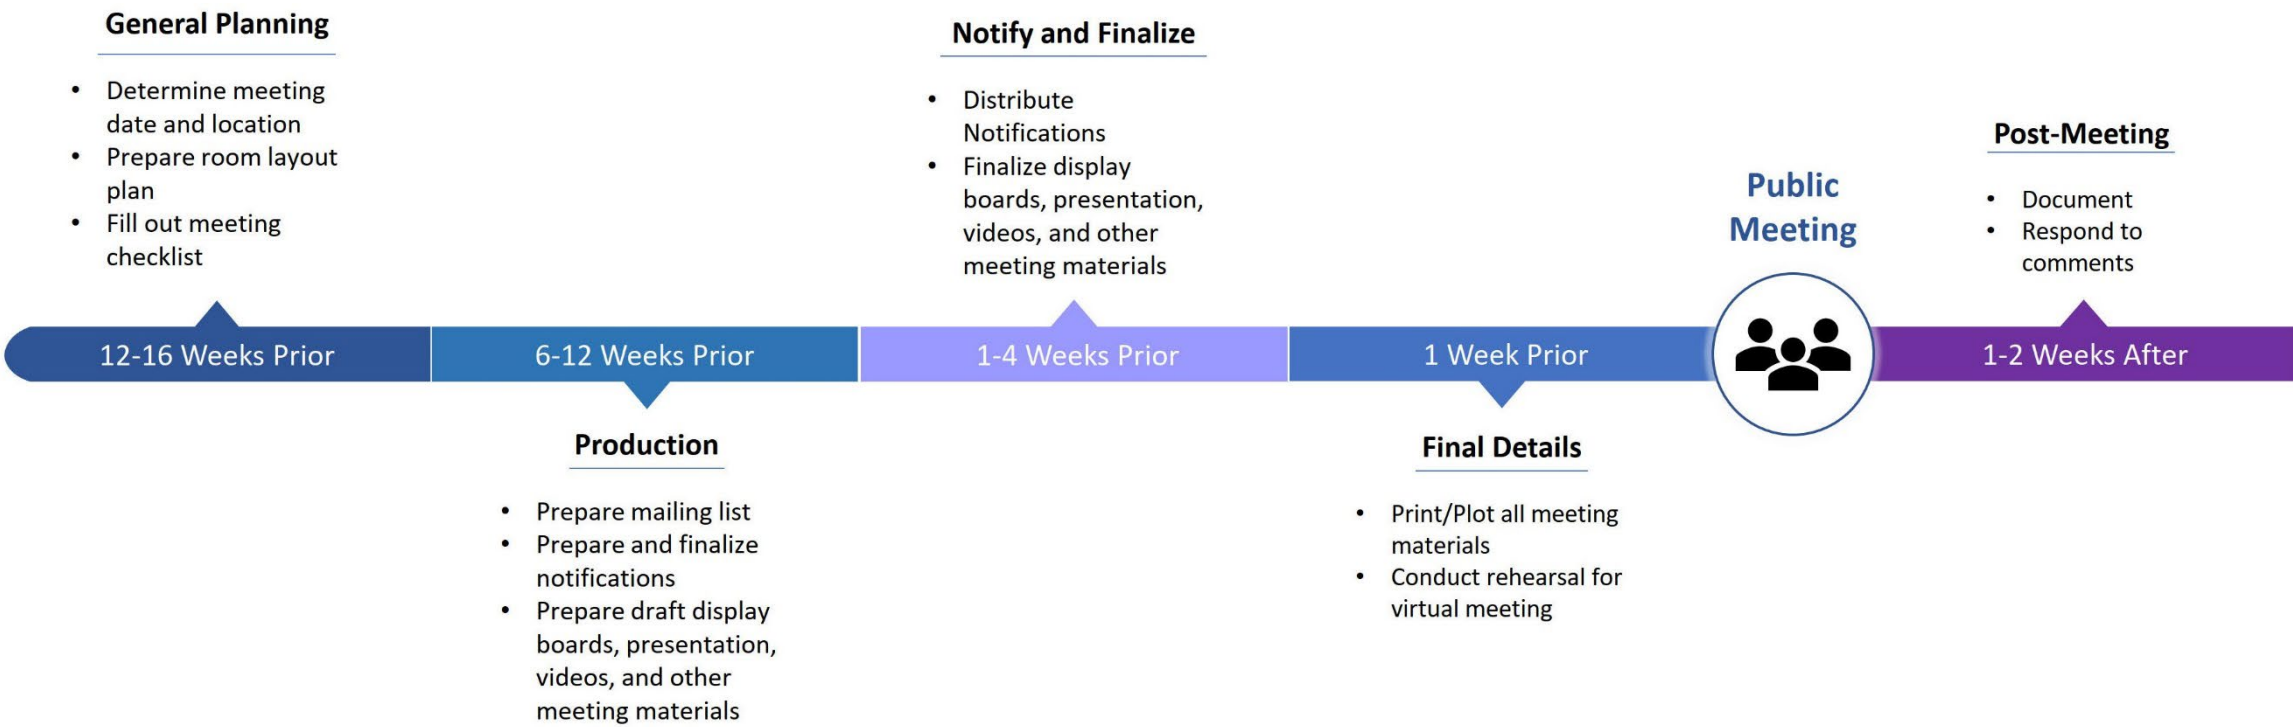 General Planning
• Determine meeting
date and location
• Prepare room layout
plan
• Fill out meeting
checklist
12-16 Weeks Prior
6-12 Weeks Prior
Production
• Prepare mailing list
• Prepare and finalize
notifications
• Prepare draft display
boards, presentation,
videos, and other
meeting materials
Notify and Finalize
• Distribute
Notifications
• Finalize display
boards, presentation,
videos, and other
meeting materials
1-4 Weeks Prior
1 Week Prior
Final Details
• Print/Plot all meeting
materials
• Conduct rehearsal for
virtual meeting
Public
Meeting
Post-Meeting
• Document
• Respond to
comments
1-2 Weeks After